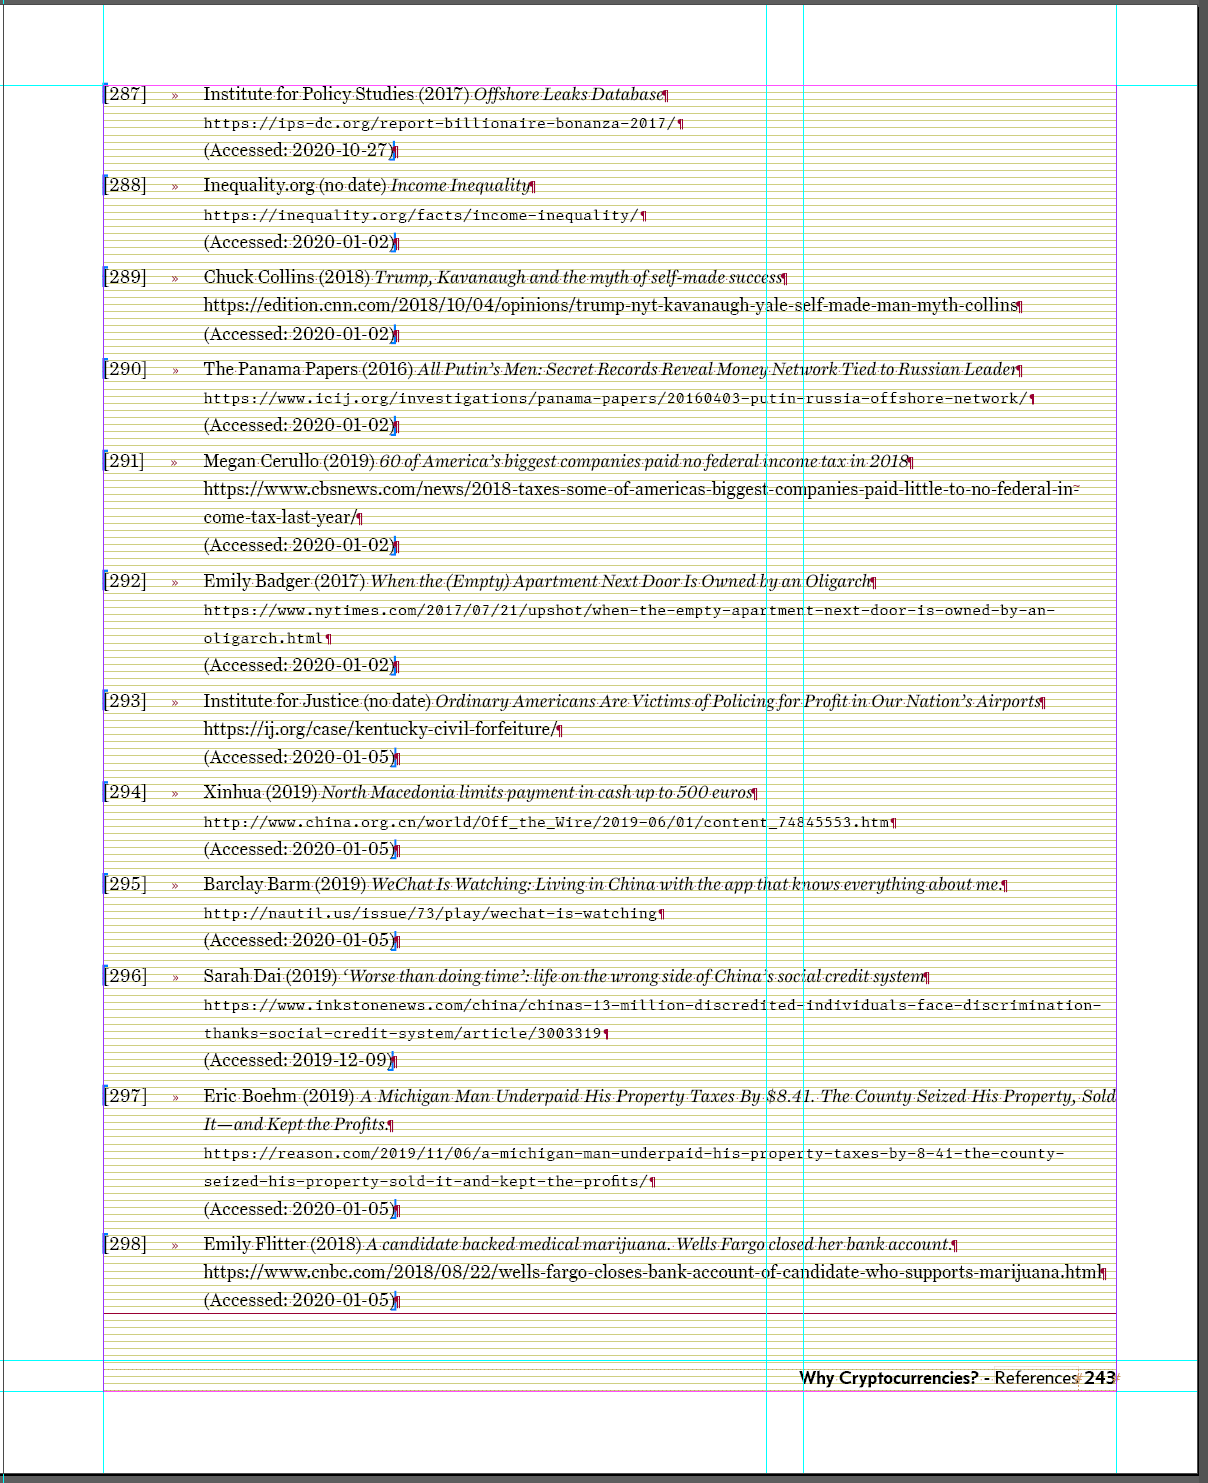 [287] » Institute for Policy Studies (2017) Offshore Leaks Database¶
https://ips-dc.org/report-billionaire-bonanza-2017/¶
(Accessed: 2020-10-27)¶
[288] » Inequality.org (no date) Income Inequality¶
https://inequality.org/facts/income-inequality/¶
(Accessed: 2020-01-02)¶
[289] » Chuck Collins (2018) Trump, Kavanaugh and the myth of self-made success¶
https://edition.cnn.com/2018/10/04/opinions/trump-nyt-kavanaugh-yale-self-made-man-myth-collins¶
(Accessed: 2020-01-02)¶
[290] » The Panama Papers (2016) All Putin’s Men: Secret Records Reveal Money Network Tied to Russian Leader¶
https://www.icij.org/investigations/panama-papers/20160403-putin-russia-offshore-network/¶
(Accessed: 2020-01-02)¶
[291] » Megan Cerullo (2019) 60 of America’s biggest companies paid no federal income tax in 2018¶
https://www.cbsnews.com/news/2018-taxes-some-of-americas-biggest-companies-paid-little-to-no-federal-in-
come-tax-last-year/¶
(Accessed: 2020-01-02)¶
[292] » Emily Badger (2017) When the (Empty) Apartment Next Door Is Owned by an Oligarch¶
https://www.nytimes.com/2017/07/21/upshot/when-the-empty-apartment-next-door-is-owned-by-an-
oligarch.html¶
(Accessed: 2020-01-02)¶
[293] » Institute for Justice (no date) Ordinary Americans Are Victims of Policing for Profit in Our Nation’s Airports¶
https://ij.org/case/kentucky-civil-forfeiture/¶
(Accessed: 2020-01-05)¶
[294] » Xinhua (2019) North Macedonia limits payment in cash up to 500 euros¶
http://www.china.org.cn/world/Off_the_Wire/2019-06/01/content_74845553.htm¶
(Accessed: 2020-01-05)¶
[295] » Barclay Barm (2019) WeChat Is Watching: Living in China with the app that knows everything about me.¶
http://nautil.us/issue/73/play/wechat-is-watching¶
(Accessed: 2020-01-05)¶
[296] » Sarah Dai (2019) ‘Worse than doing time’: life on the wrong side of China’s social credit system¶
https://www.inkstonenews.com/china/chinas-13-million-discredited-individuals-face-discrimination-
thanks-social-credit-system/article/3003319¶
(Accessed: 2019-12-09)¶
[297] » Eric Boehm (2019) A Michigan Man Underpaid His Property Taxes By $8.41. The County Seized His Property, Sold
It—and Kept the Profits.¶
https://reason.com/2019/11/06/a-michigan-man-underpaid-his-property-taxes-by-8-41-the-county-
seized-his-property-sold-it-and-kept-the-profits/¶
(Accessed: 2020-01-05)¶
[298] » Emily Flitter (2018) A candidate backed medical marijuana. Wells Fargo closed her bank account.¶
https://www.cnbc.com/2018/08/22/wells-fargo-closes-bank-account-of-candidate-who-supports-marijuana.html¶
(Accessed: 2020-01-05)¶
Why Cryptocurrencies? - References 243